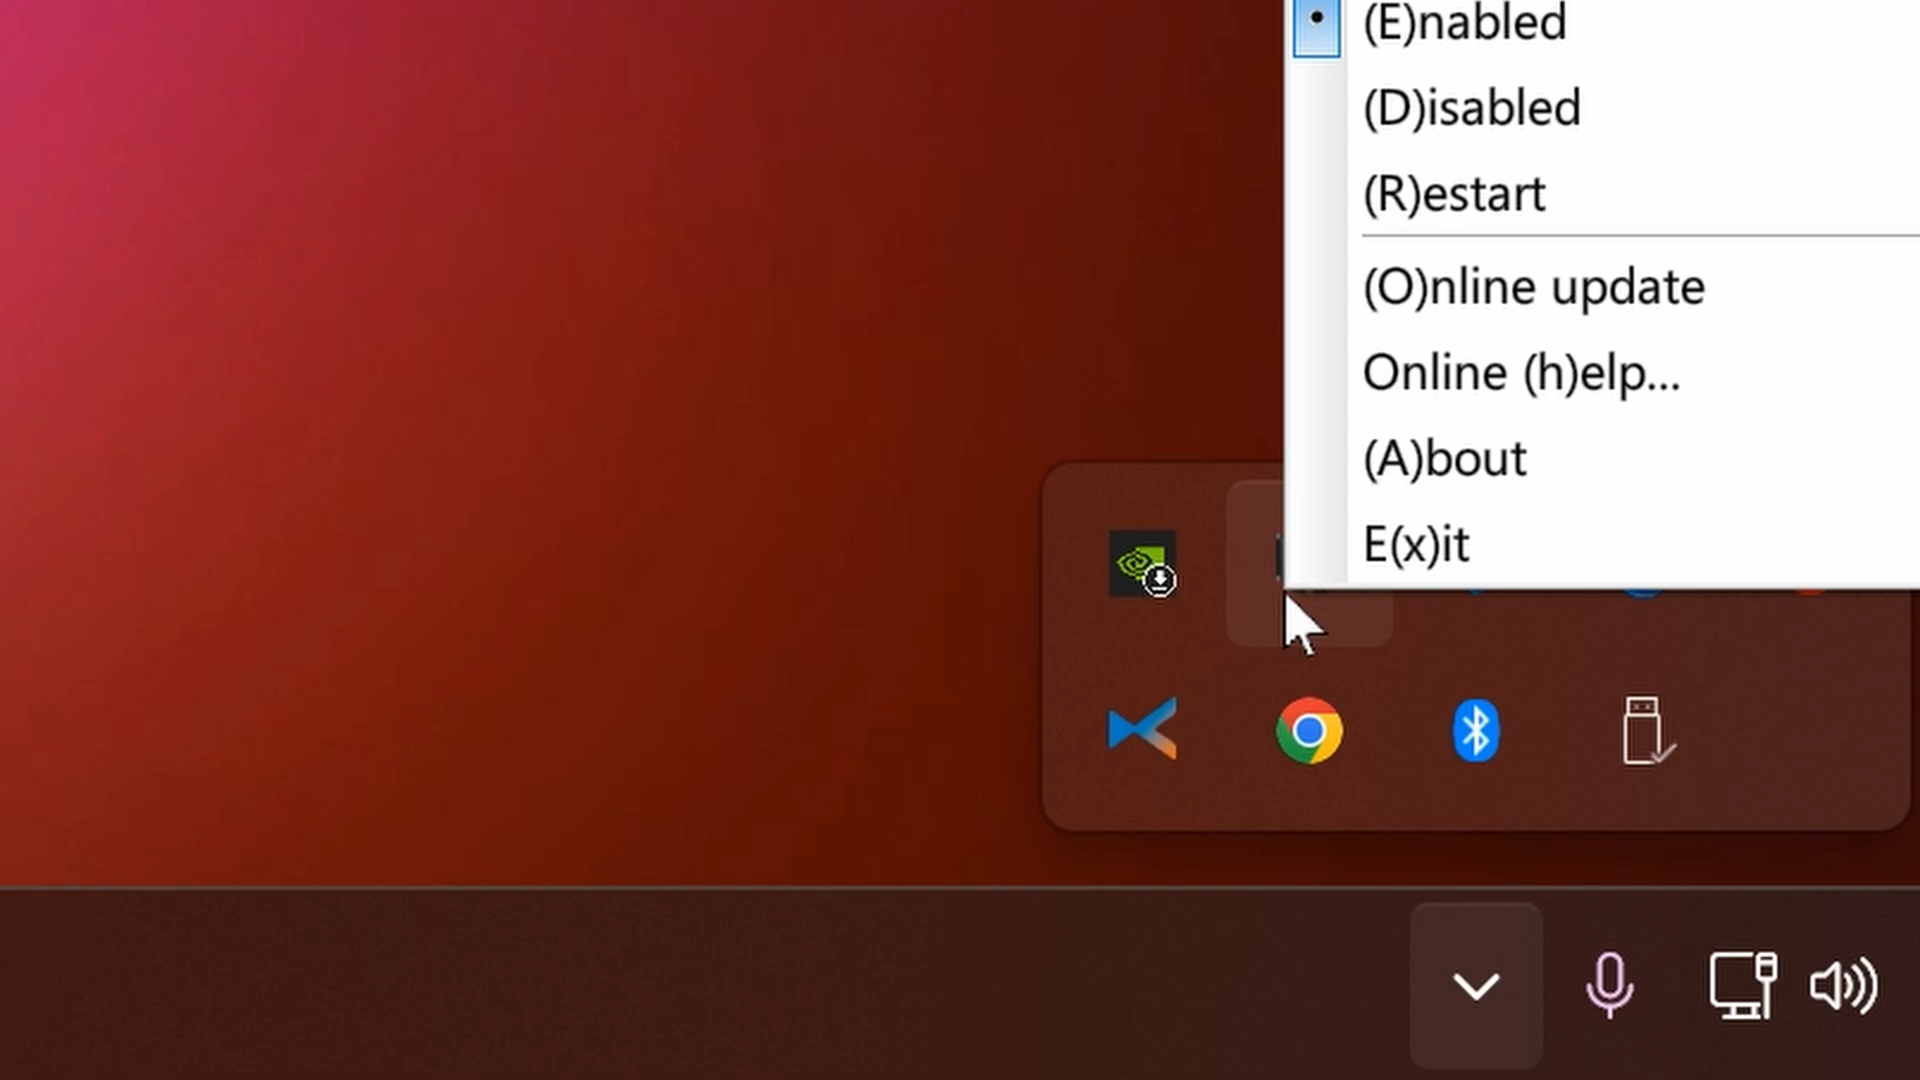 (E)nabled
(D)isabled
(R)estart
(O)nline update
Online (h)elp...
(A)bout
E(x)it